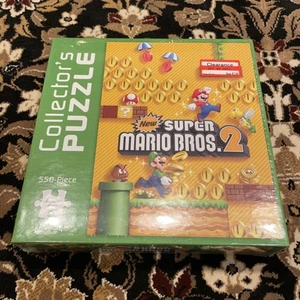 Collector's
PUZZLE
550-Piece
Clearance
New
SUPER
MARIO BROS. 2